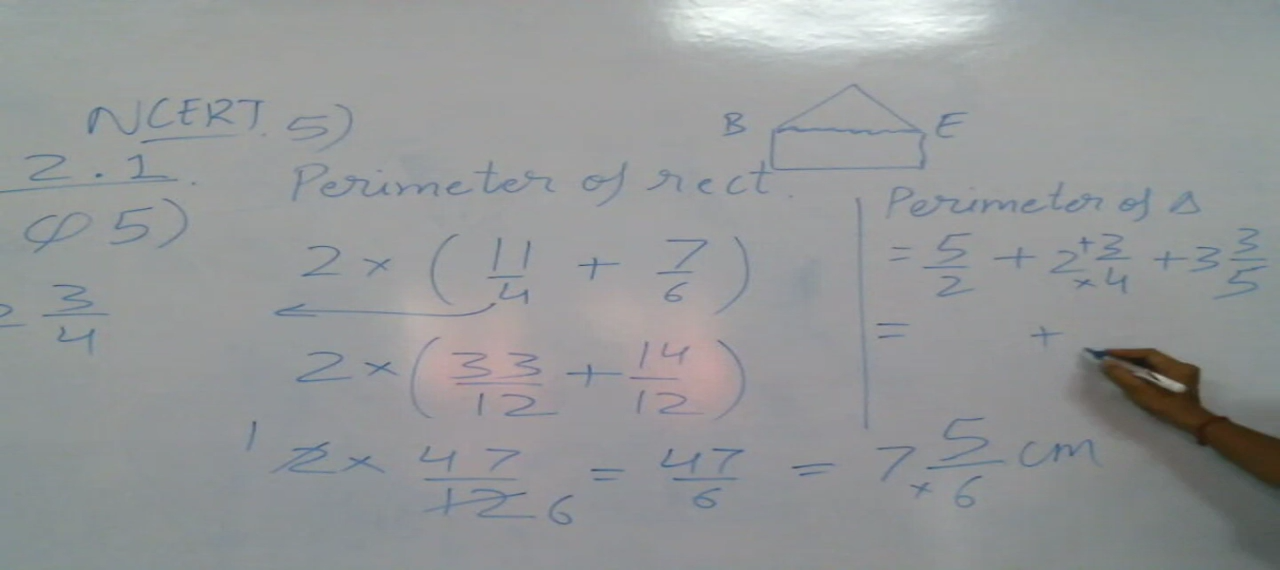 NCERT. 5)
2.1.
Q 5)
2 3/4
B E
Perimeter of rect.
2 × ( 11/4 + 7/6 )
2 × ( 33/12 + 14/12 )
1 2 × 47/12 6 = 47/6 = 7 × 5/6 cm
Perimeter of Δ
= 5/2 + 2 +3/×4 + 3 3/5
= +